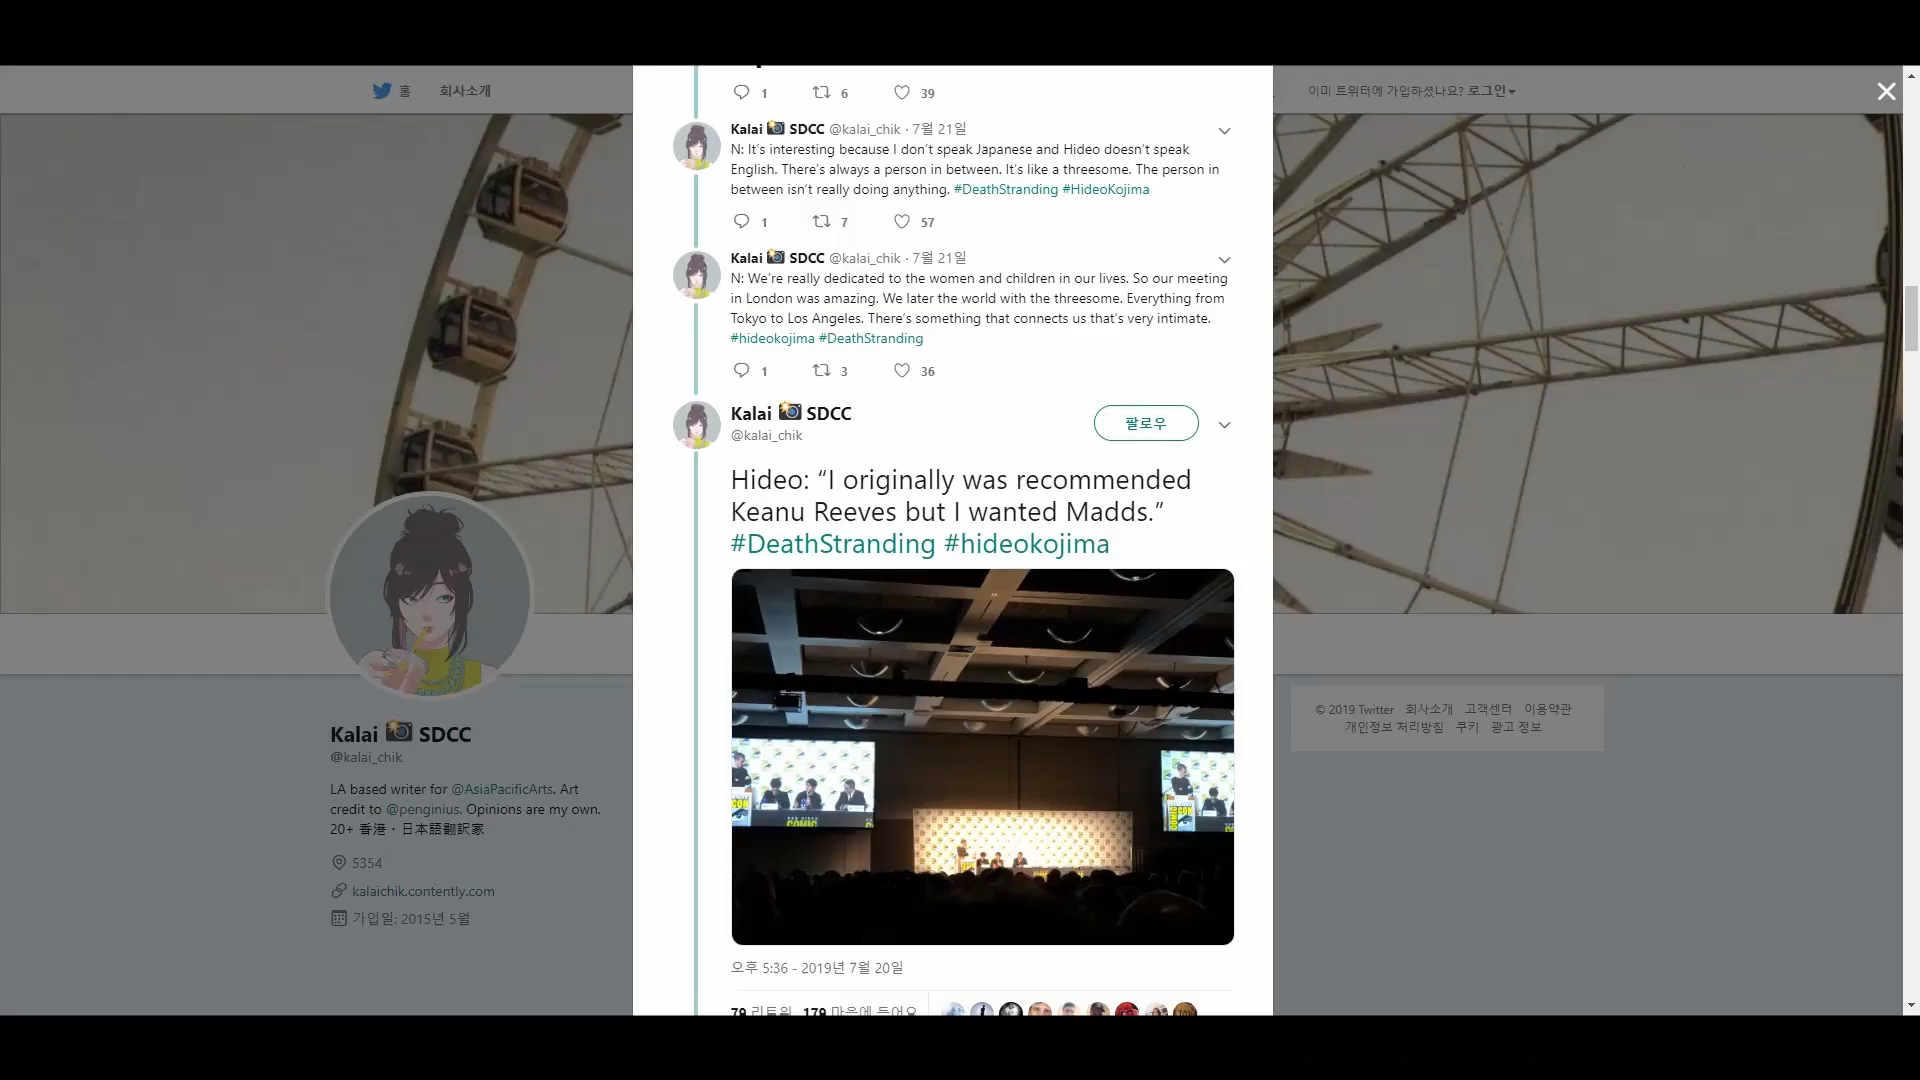 홈 회사소개
이미 트위터에 가입하셨나요? 로그인
1 6 39
Kalai SDCC @kalai_chik · 7월 21일
N: It's interesting because I don't speak Japanese and Hideo doesn't speak
English. There's always a person in between. It's like a threesome. The person in
between isn't really doing anything. #DeathStranding #HideoKojima
1 7 57
Kalai SDCC @kalai_chik · 7월 21일
N: We're really dedicated to the women and children in our lives. So our meeting
in London was amazing. We later the world with the threesome. Everything from
Tokyo to Los Angeles. There's something that connects us that's very intimate.
#hideokojima #DeathStranding
1 3 36
Kalai SDCC
@kalai_chik
팔로우
Hideo: “I originally was recommended
Keanu Reeves but I wanted Madds.”
#DeathStranding #hideokojima
오후 5:36 - 2019년 7월 20일
79 리트윗 179 마음에 들어요
Kalai SDCC
@kalai_chik
LA based writer for @AsiaPacificArts. Art
credit to @penginius. Opinions are my own.
20+ 香港・日本語翻訳家
5354
kalaichik.contently.com
가입일: 2015년 5월
© 2019 Twitter 회사소개 고객센터 이용약관
개인정보 처리방침 쿠키 광고 정보